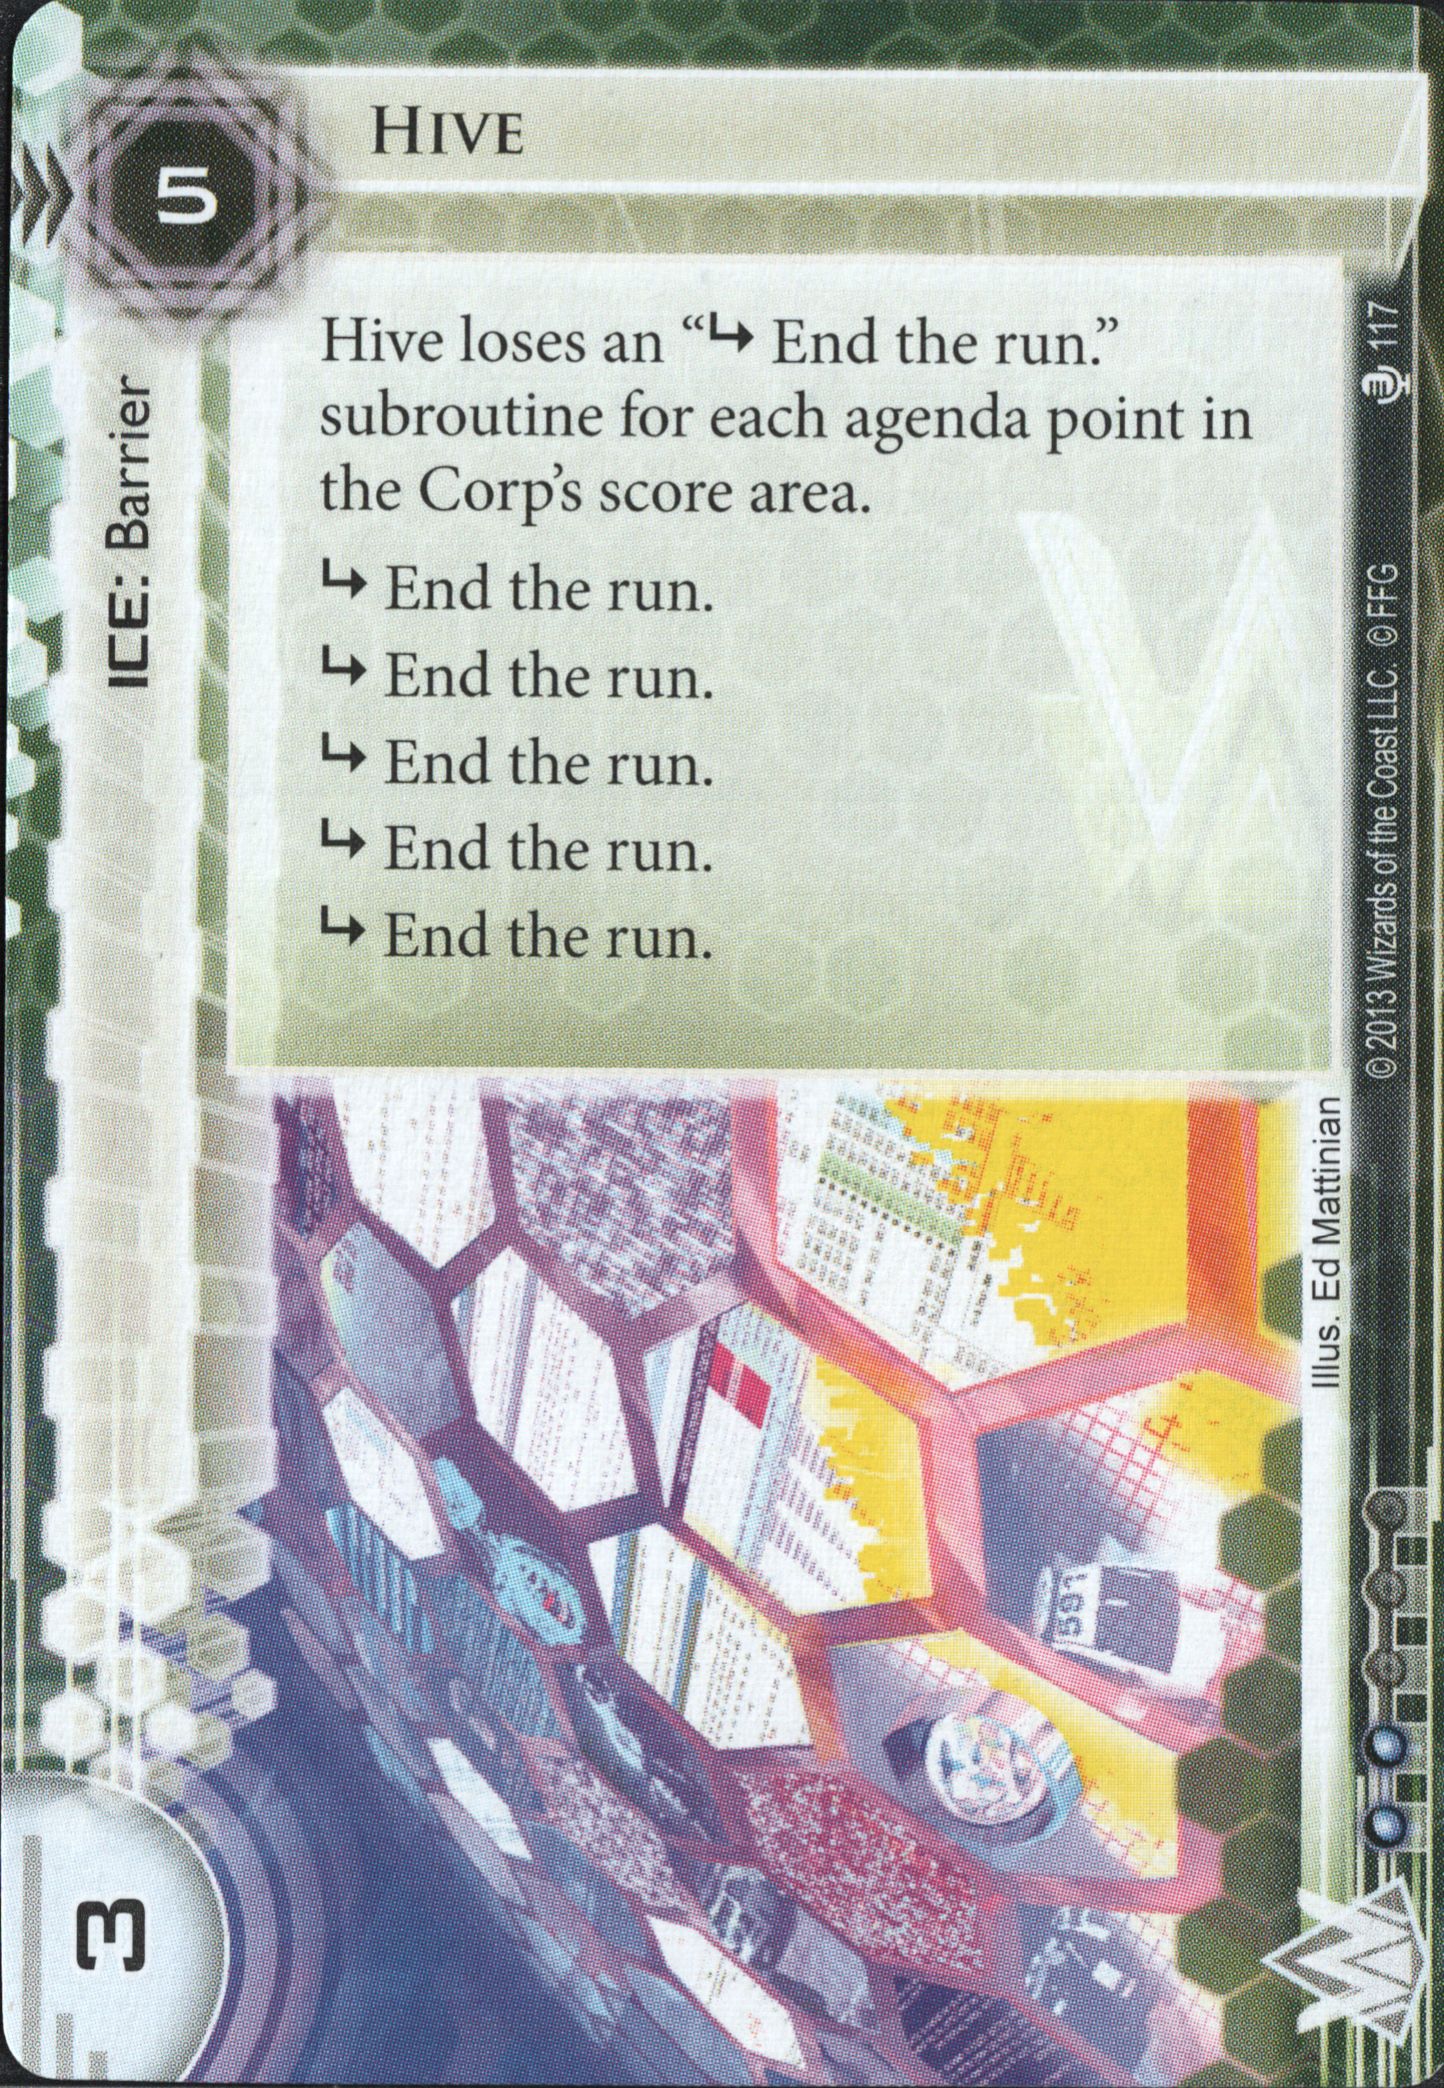 5
HIVE
ICE: Barrier
Hive loses an “↳ End the run.”
subroutine for each agenda point in
the Corp’s score area.
↳ End the run.
↳ End the run.
↳ End the run.
↳ End the run.
↳ End the run.
3
Illus. Ed Mattinian
© 2013 Wizards of the Coast LLC. © FFG
117